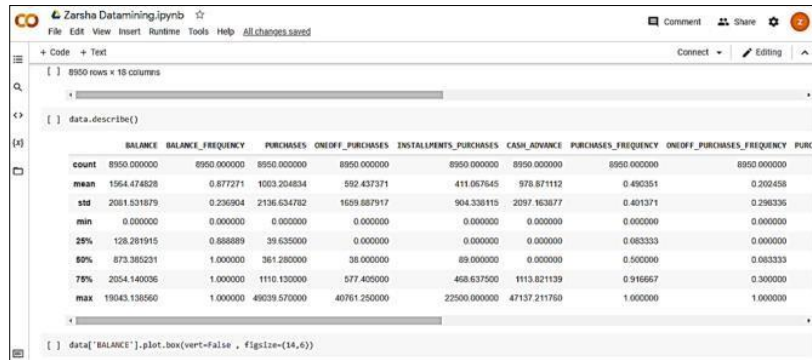 CO Zarsha Datamining.ipynb
Comment Share Z
File Edit View Insert Runtime Tools Help All changes saved
+ Code + Text Connect Editing
[ ] 8950 rows × 18 columns
[ ] data.describe()
BALANCE BALANCE_FREQUENCY PURCHASES ONEOFF_PURCHASES INSTALLMENTS_PURCHASES CASH_ADVANCE PURCHASES_FREQUENCY ONEOFF_PURCHASES_FREQUENCY PURC
count 8950.000000 8950.000000 8950.000000 8950.000000 8950.000000 8950.000000 8950.000000 8950.000000
mean 1564.474828 0.877271 1003.204834 592.437371 411.067645 978.871112 0.490351 0.202458
std 2081.531879 0.236904 2136.634782 1659.887917 904.338115 2097.163877 0.401371 0.298336
min 0.000000 0.000000 0.000000 0.000000 0.000000 0.000000 0.000000 0.000000
25% 128.281915 0.888889 39.635000 0.000000 0.000000 0.000000 0.083333 0.000000
50% 873.385231 1.000000 361.280000 38.000000 89.000000 0.000000 0.500000 0.083333
75% 2054.140036 1.000000 1110.130000 577.405000 468.637500 1113.821139 0.916667 0.300000
max 19043.138560 1.000000 49039.570000 40761.250000 22500.000000 47137.211760 1.000000 1.000000
[ ] data['BALANCE'].plot.box(vert=False , figsize=(14,6))